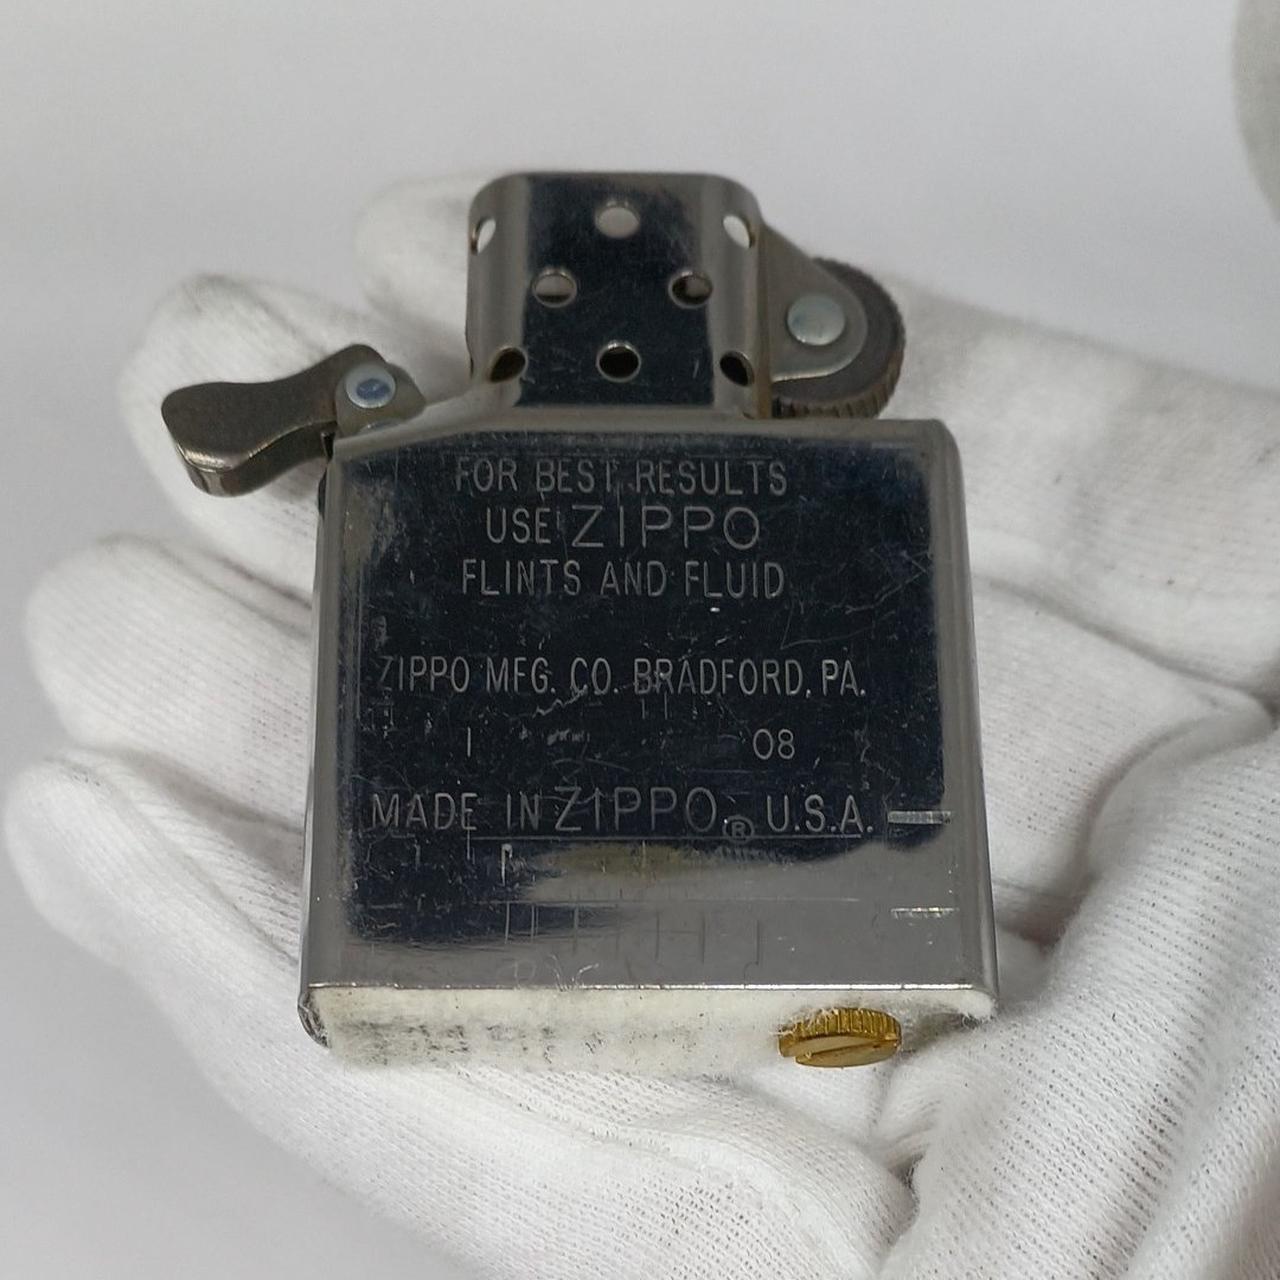 FOR BEST RESULTS
USE ZIPPO
FLINTS AND FLUID
ZIPPO MFG. CO. BRADFORD, PA.
I 08
MADE IN ZIPPO® U.S.A.